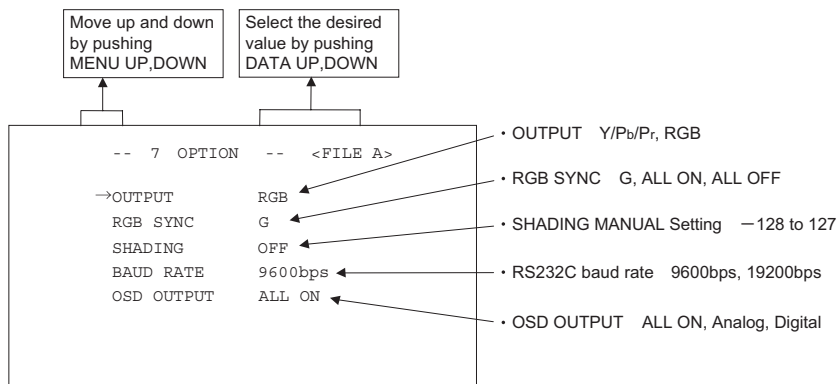 Move up and down
by pushing
MENU UP,DOWN
Select the desired
value by pushing
DATA UP,DOWN
-- 7 OPTION -- <FILE A>
→OUTPUT RGB
RGB SYNC G
SHADING OFF
BAUD RATE 9600bps
OSD OUTPUT ALL ON
・OUTPUT Y/Pb/Pr, RGB
・RGB SYNC G, ALL ON, ALL OFF
・SHADING MANUAL Setting －128 to 127
・RS232C baud rate 9600bps, 19200bps
・OSD OUTPUT ALL ON, Analog, Digital